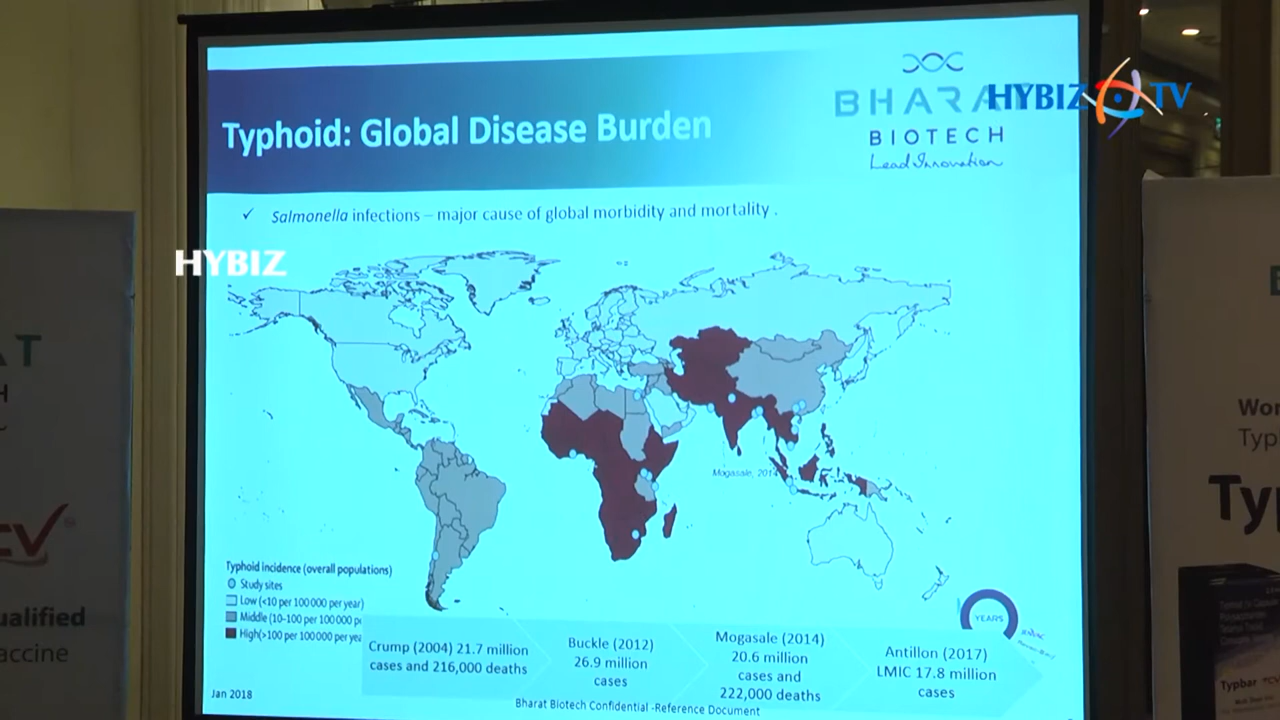 BHARA
HYBIZ TV
BIOTECH
Lead Innovation
Typhoid: Global Disease Burden
✓ Salmonella infections – major cause of global morbidity and mortality .
HYBIZ
Mogasale, 2014
Typhoid incidence (overall populations)
Study sites
Low (<10 per 100 000 per year)
Middle (10–100 per 100 000 p
High(>100 per 100 000 per yea
YEARS
Crump (2004) 21.7 million
cases and 216,000 deaths
Buckle (2012)
26.9 million
cases
Mogasale (2014)
20.6 million
cases and
222,000 deaths
Antillon (2017)
LMIC 17.8 million
cases
Jan 2018
Bharat Biotech Confidential -Reference Document
AT
H
CV
ualified
accine
Wor
Typ
Ty
Typbar